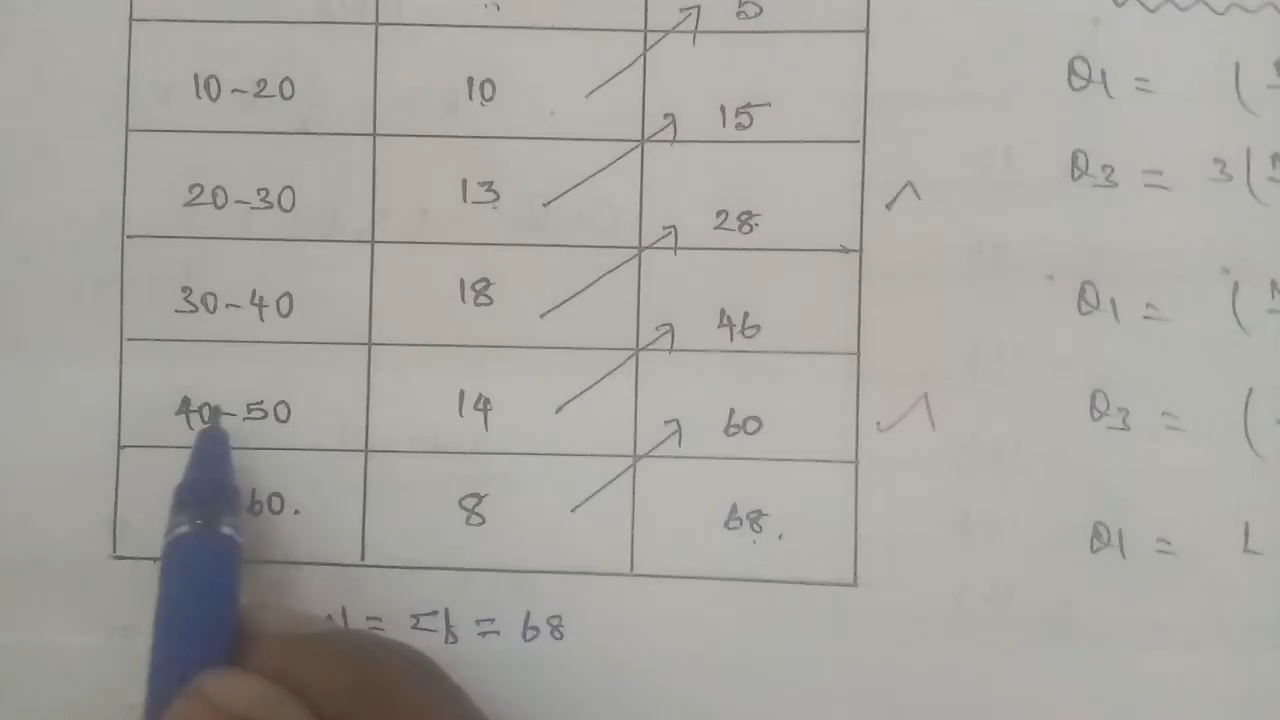 5
10-20 10 15
Q1 = (
20-30 13 28
Q3 = 3(
30-40 18 46
Q1 = (
40-50 14 60
Q3 = (
60. 8 68.
Q1 = L
= Σf = 68